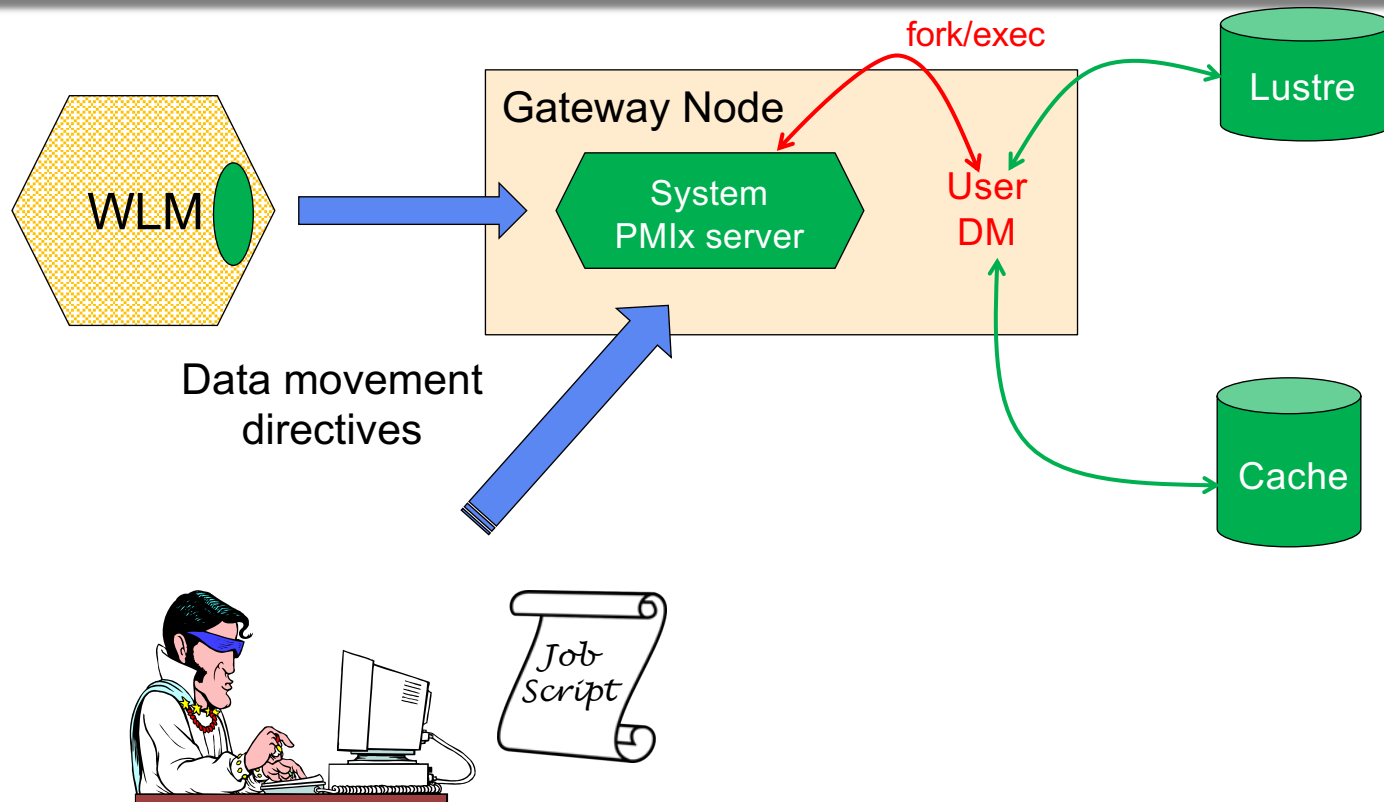 fork/exec
Lustre
Gateway Node
WLM
System
PMIx server
User
DM
Data movement
directives
Cache
Job
Script